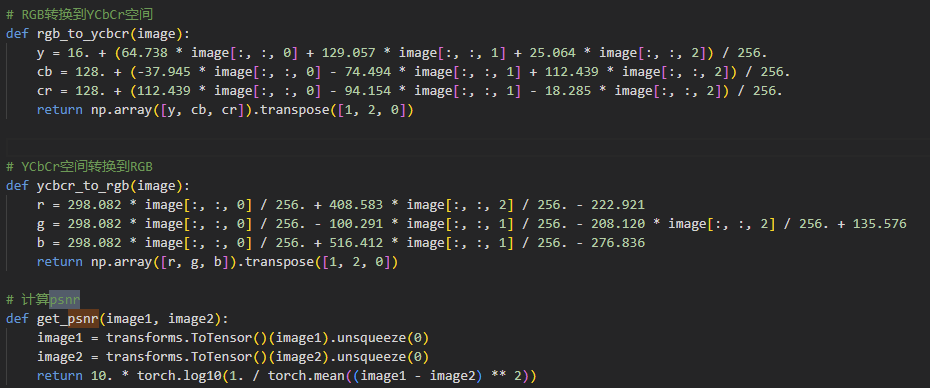 # RGB转换到YCbCr空间
def rgb_to_ycbcr(image):
    y = 16. + (64.738 * image[:, :, 0] + 129.057 * image[:, :, 1] + 25.064 * image[:, :, 2]) / 256.
    cb = 128. + (-37.945 * image[:, :, 0] - 74.494 * image[:, :, 1] + 112.439 * image[:, :, 2]) / 256.
    cr = 128. + (112.439 * image[:, :, 0] - 94.154 * image[:, :, 1] - 18.285 * image[:, :, 2]) / 256.
    return np.array([y, cb, cr]).transpose([1, 2, 0])
# YCbCr空间转换到RGB
def ycbcr_to_rgb(image):
    r = 298.082 * image[:, :, 0] / 256. + 408.583 * image[:, :, 2] / 256. - 222.921
    g = 298.082 * image[:, :, 0] / 256. - 100.291 * image[:, :, 1] / 256. - 208.120 * image[:, :, 2] / 256. + 135.576
    b = 298.082 * image[:, :, 0] / 256. + 516.412 * image[:, :, 1] / 256. - 276.836
    return np.array([r, g, b]).transpose([1, 2, 0])
# 计算psnr
def get_psnr(image1, image2):
    image1 = transforms.ToTensor()(image1).unsqueeze(0)
    image2 = transforms.ToTensor()(image2).unsqueeze(0)
    return 10. * torch.log10(1. / torch.mean((image1 - image2) ** 2))